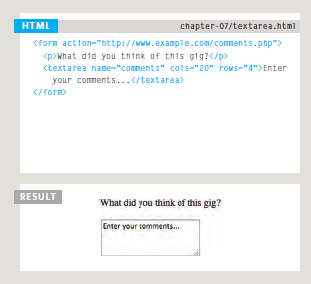 HTML
chapter-07/textarea.html
<form action="http://www.example.com/comments.php">
<p>What did you think of this gig?</p>
<textarea name="comments" cols="20" rows="4">Enter
your comments...</textarea>
</form>
RESULT
What did you think of this gig?
Enter your comments...